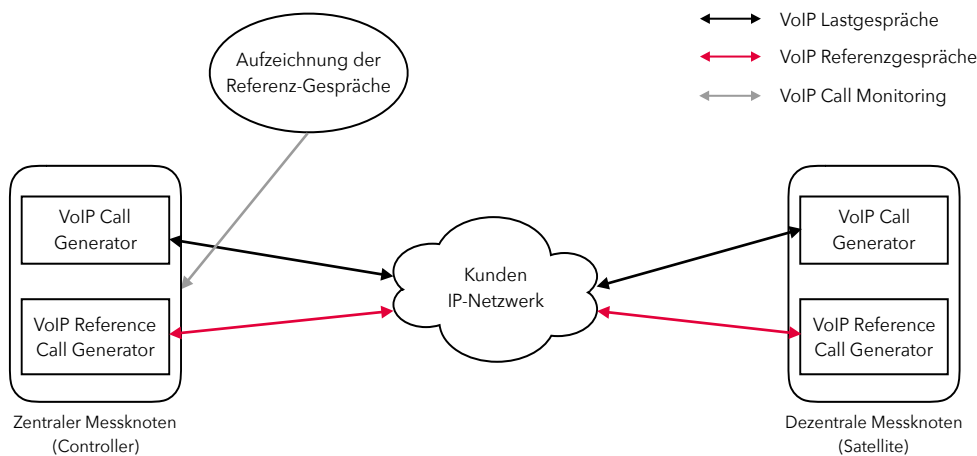 Aufzeichnung der
Referenz-Gespräche
VoIP Lastgespräche
VoIP Referenzgespräche
VoIP Call Monitoring
VoIP Call
Generator
VoIP Reference
Call Generator
Zentraler Messknoten
(Controller)
Kunden
IP-Netzwerk
VoIP Call
Generator
VoIP Reference
Call Generator
Dezentrale Messknoten
(Satellite)